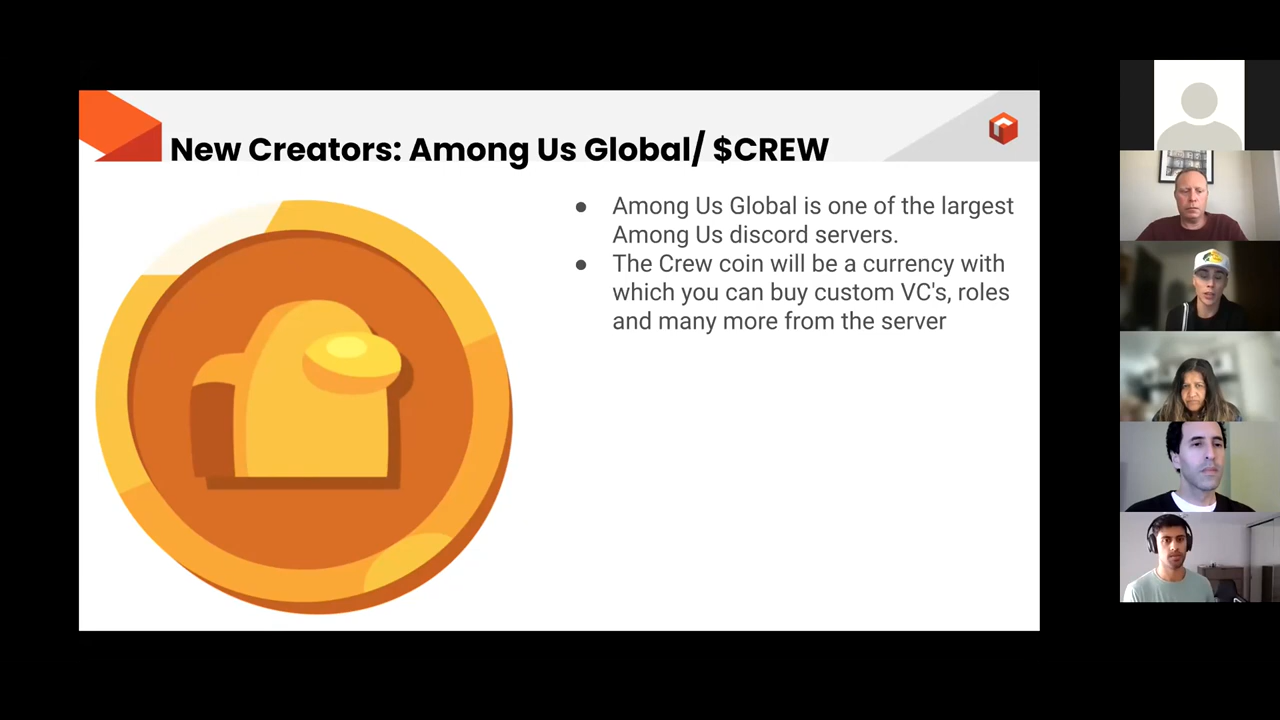 New Creators: Among Us Global/ $CREW
● Among Us Global is one of the largest
Among Us discord servers.
● The Crew coin will be a currency with
which you can buy custom VC's, roles
and many more from the server